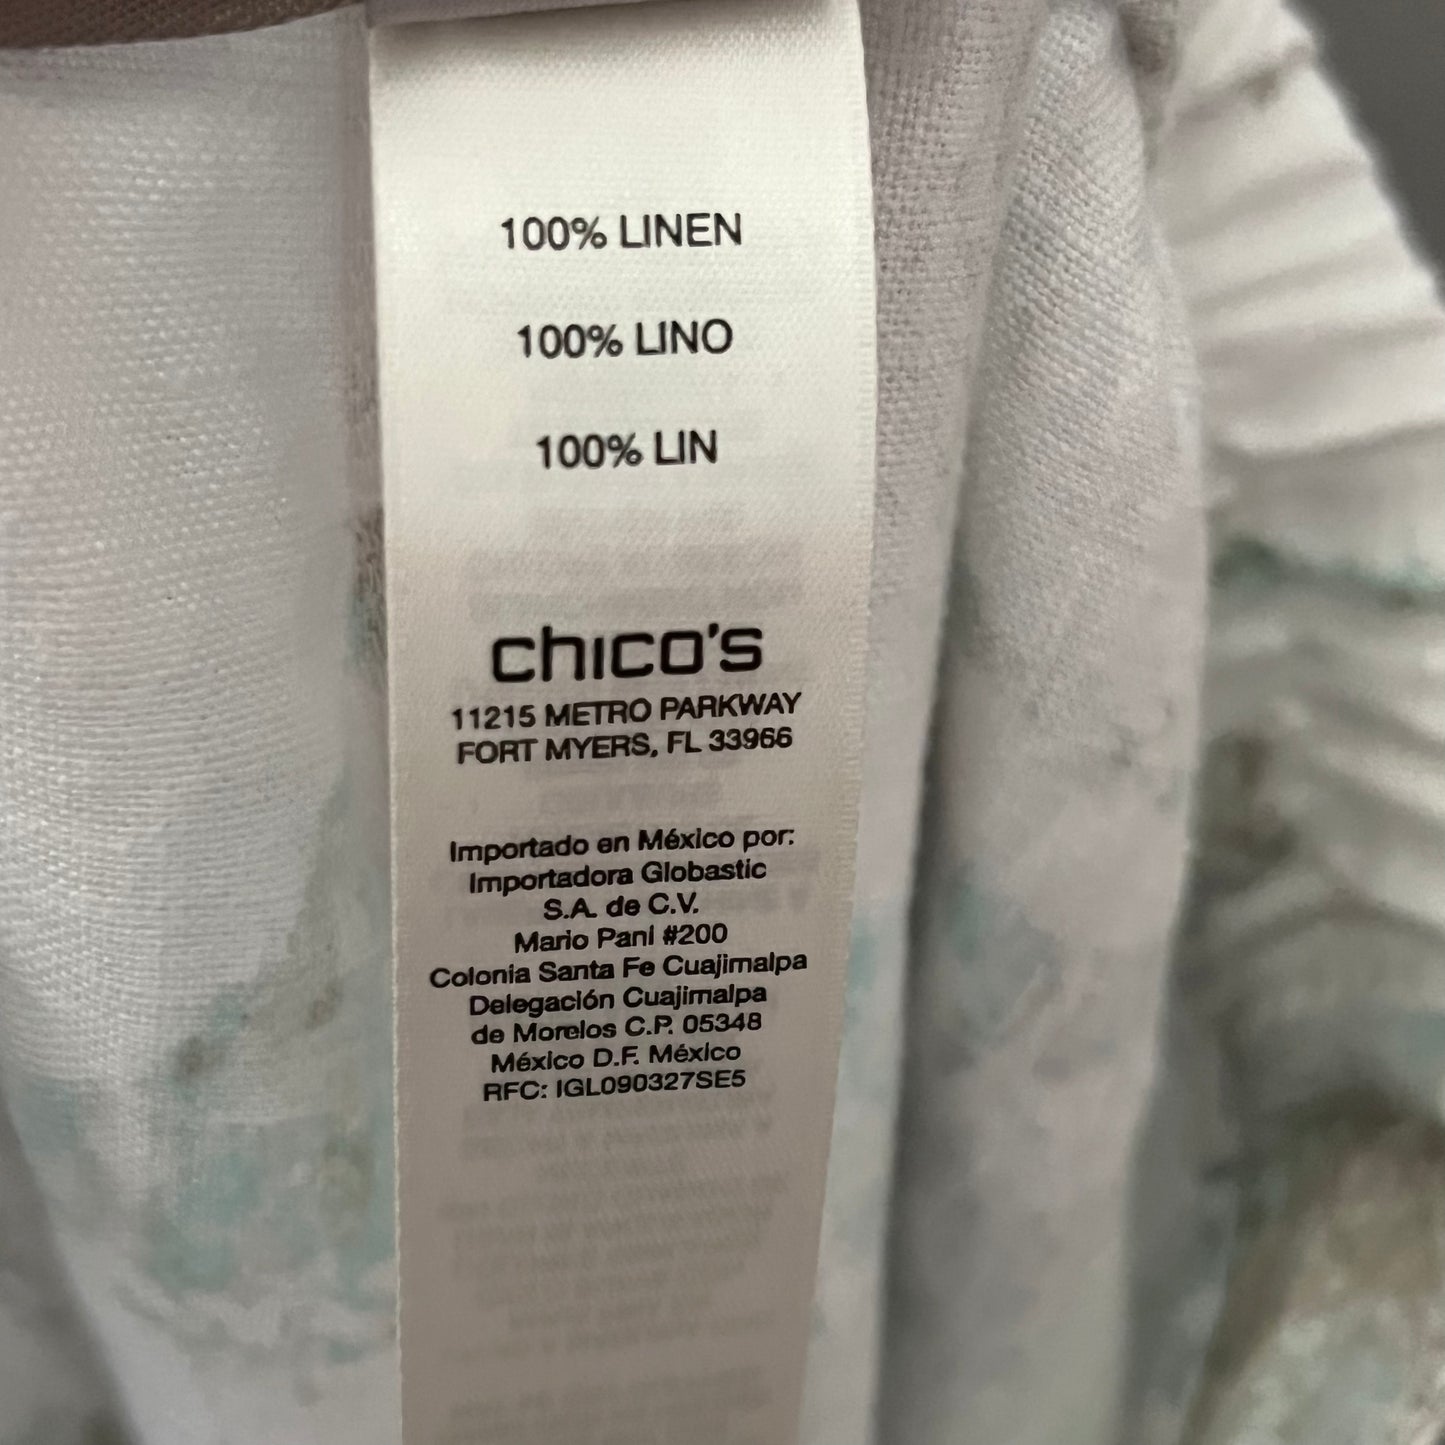 100% LINEN
100% LINO
100% LIN
chico's
11215 METRO PARKWAY
FORT MYERS, FL 33966
Importado en México por:
Importadora Globastic
S.A. de C.V.
Mario Pani #200
Colonia Santa Fe Cuajimalpa
Delegación Cuajimalpa
de Morelos C.P. 05348
México D.F. México
RFC: IGL090327SE5